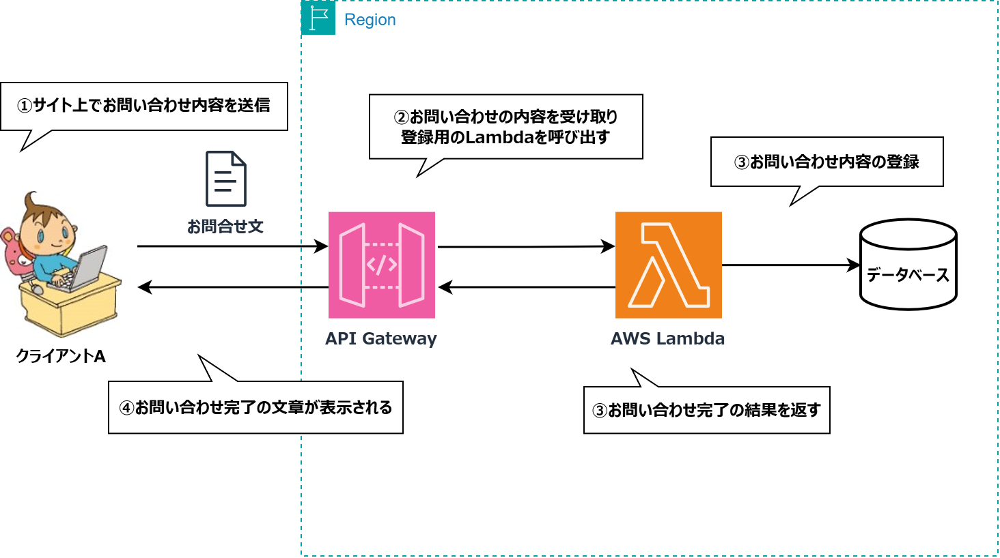 Region
①サイト上でお問い合わせ内容を送信
②お問い合わせの内容を受け取り
登録用のLambdaを呼び出す
③お問い合わせ内容の登録
お問合せ文
データベース
API Gateway
AWS Lambda
クライアントA
④お問い合わせ完了の文章が表示される
③お問い合わせ完了の結果を返す